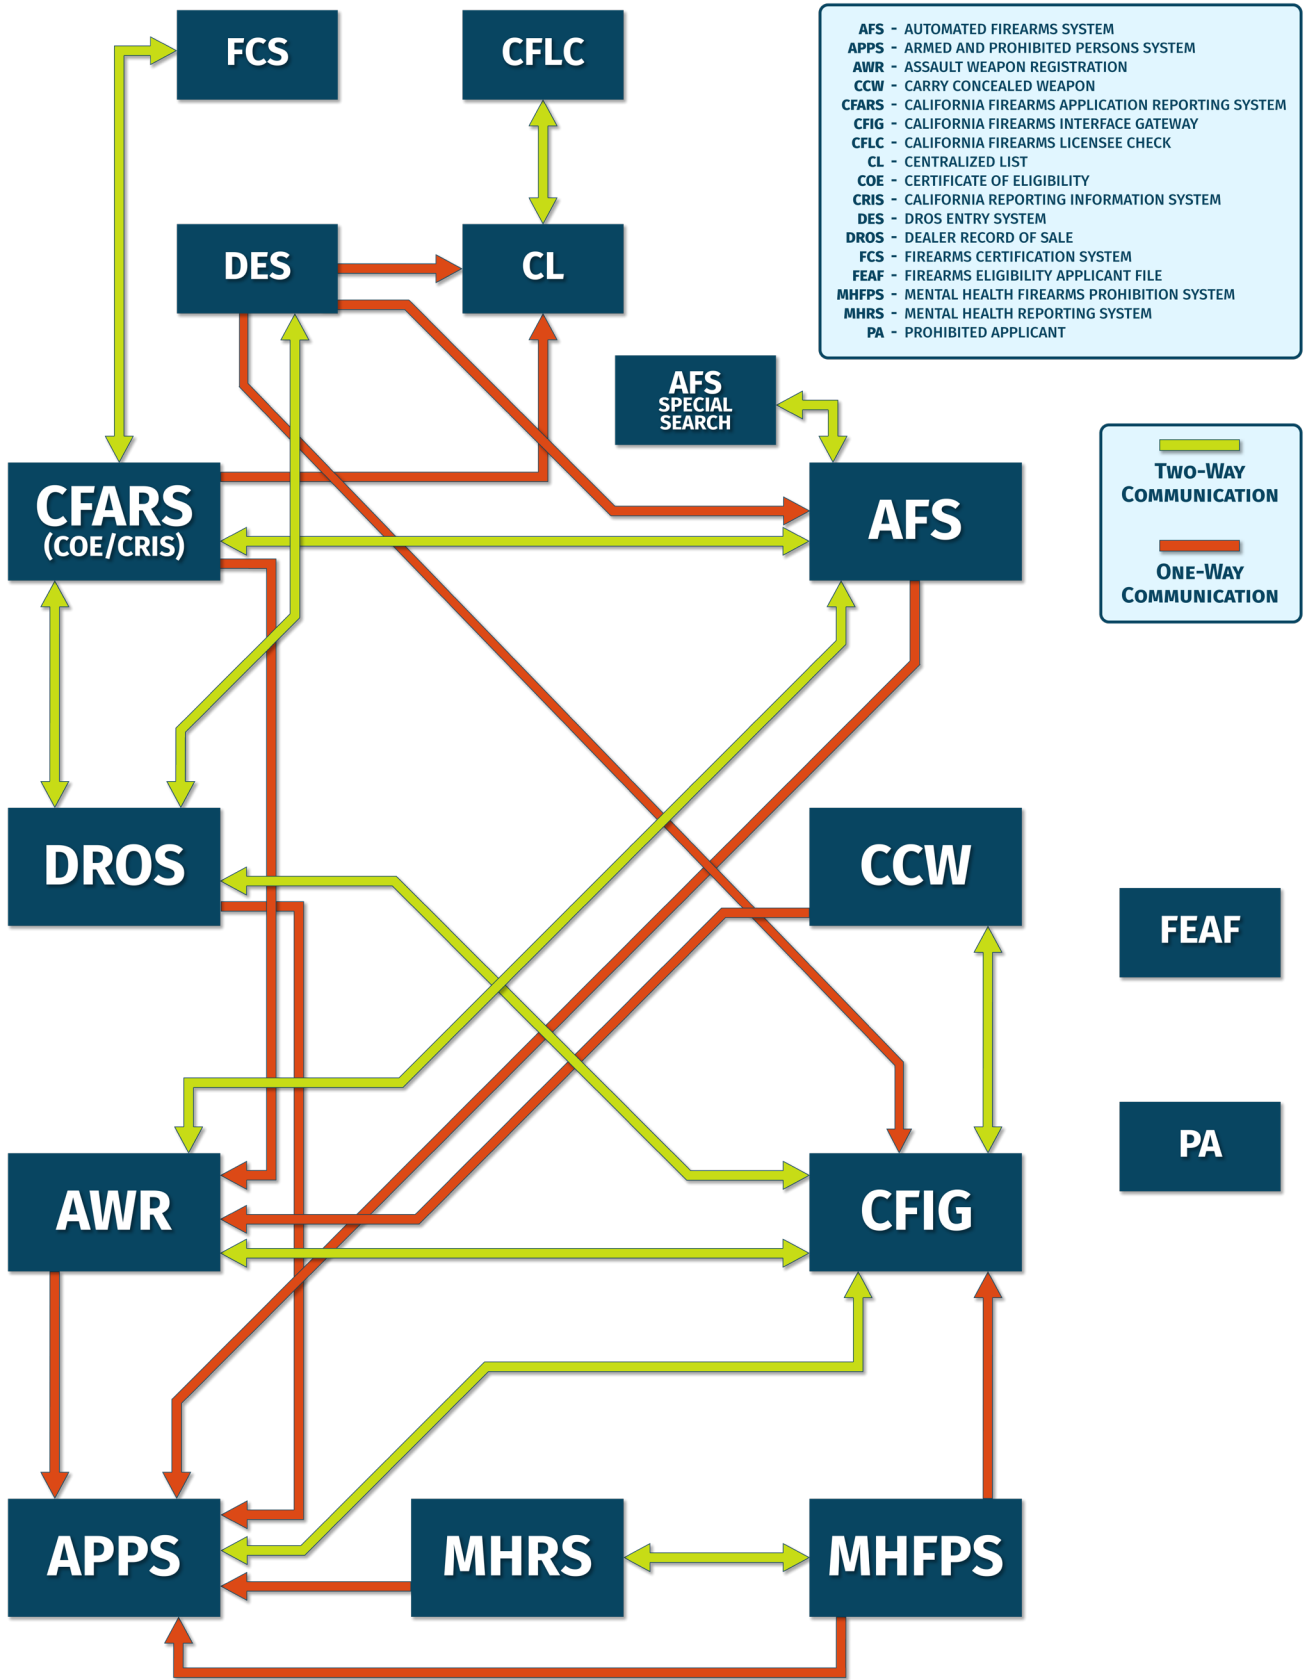 FCS
CFLC
AFS - AUTOMATED FIREARMS SYSTEM
APPS - ARMED AND PROHIBITED PERSONS SYSTEM
AWR - ASSAULT WEAPON REGISTRATION
CCW - CARRY CONCEALED WEAPON
CFARS - CALIFORNIA FIREARMS APPLICATION REPORTING SYSTEM
CFIG - CALIFORNIA FIREARMS INTERFACE GATEWAY
CFLC - CALIFORNIA FIREARMS LICENSEE CHECK
CL - CENTRALIZED LIST
COE - CERTIFICATE OF ELIGIBILITY
CRIS - CALIFORNIA REPORTING INFORMATION SYSTEM
DES - DROS ENTRY SYSTEM
DROS - DEALER RECORD OF SALE
FCS - FIREARMS CERTIFICATION SYSTEM
FEAF - FIREARMS ELIGIBILITY APPLICANT FILE
MHFPS - MENTAL HEALTH FIREARMS PROHIBITION SYSTEM
MHRS - MENTAL HEALTH REPORTING SYSTEM
PA - PROHIBITED APPLICANT
DES
CL
AFS
SPECIAL
SEARCH
TWO-WAY
COMMUNICATION
ONE-WAY
COMMUNICATION
CFARS
(COE/CRIS)
AFS
DROS
CCW
FEAF
PA
AWR
CFIG
APPS
MHRS
MHFPS